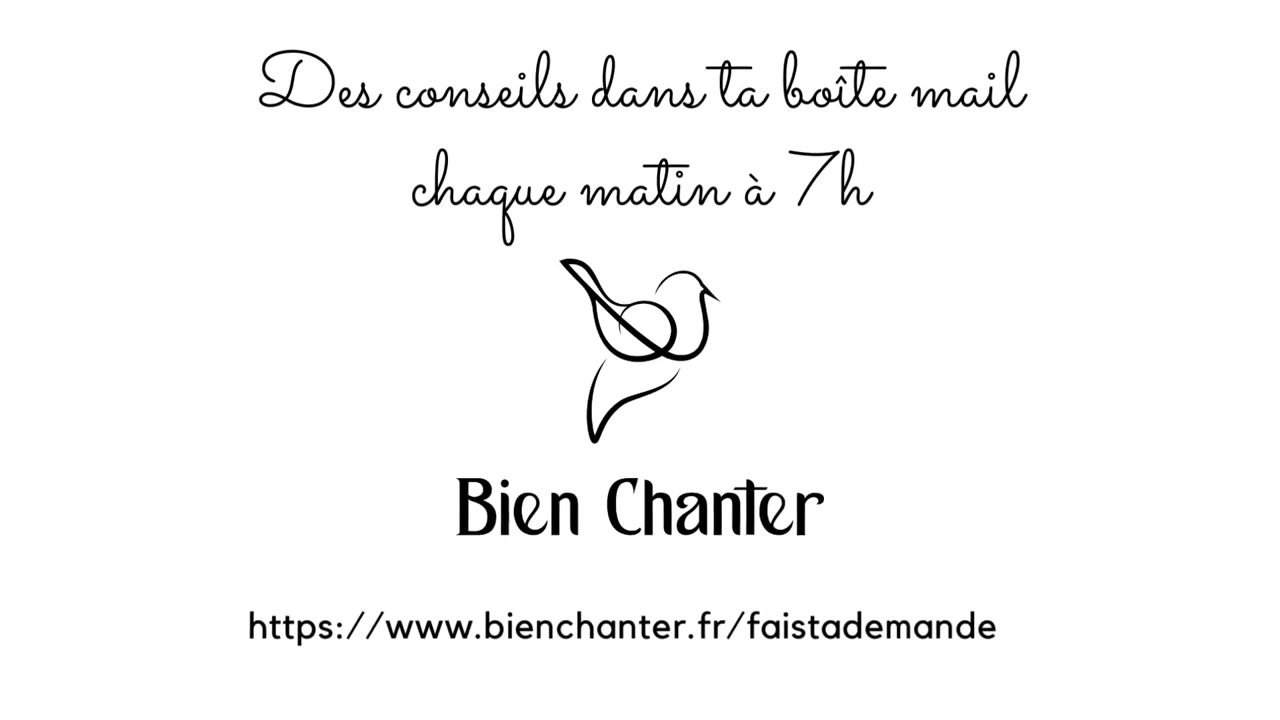 Des conseils dans ta boîte mail
chaque matin à 7h
Bien Chanter
https://www.bienchanter.fr/faistademande